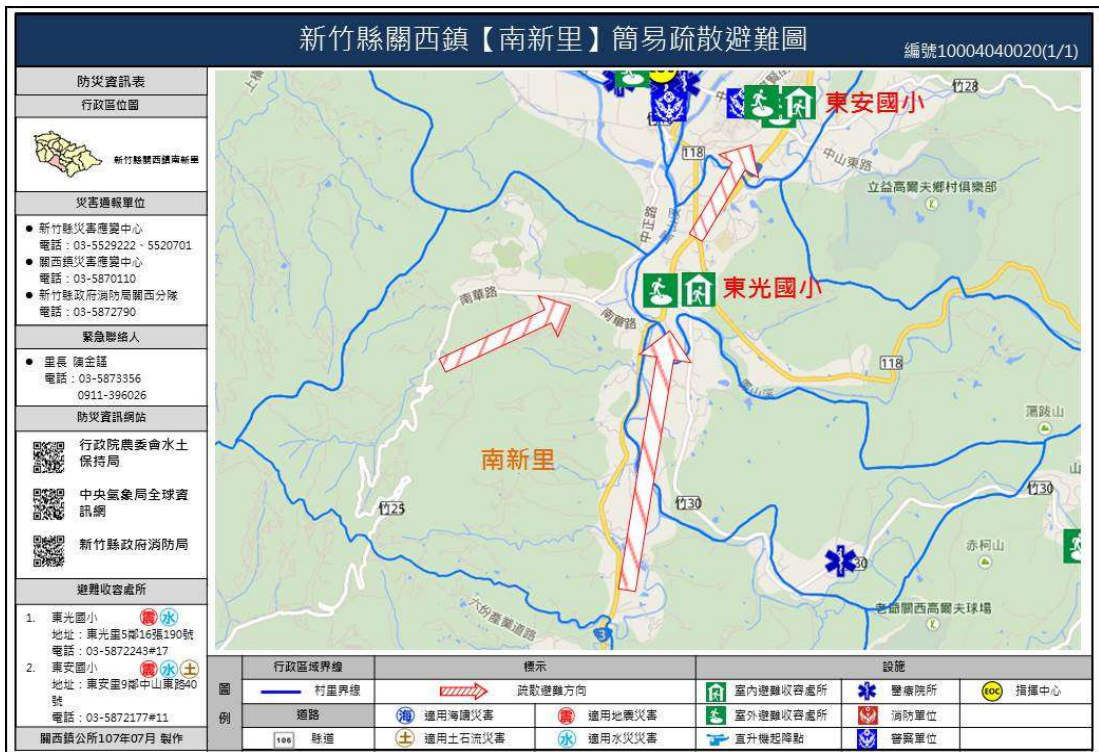 新竹縣關西鎮【南新里】簡易疏散避難圖
編號10004040020(1/1)
防災資訊表
行政區位圖
新竹縣關西鎮南新里
災害通報單位
● 新竹縣災害應變中心
電話：03-5529222、5520701
● 關西鎮災害應變中心
電話：03-5870110
● 新竹縣政府消防局關西分隊
電話：03-5872790
緊急聯絡人
● 里長 陳金謹
電話：03-5873356
0911-396026
防災資訊網站
行政院農委會水土
保持局
中央氣象局全球資
訊網
新竹縣政府消防局
避難收容處所
1. 東光國小 震 水
地址：東光里5鄰16張190號
電話：03-5872243#17
2. 東安國小 震 水 土
地址：東安里9鄰中山東路40
號
電話：03-5872177#11
關西鎮公所107年07月 製作
EOC
東安國小
竹28
118
中山東路
立益高爾夫鄉村俱樂部
中正路
東光國小
南華路
南華路
118
南新里
竹25
竹30
竹30
30
赤柯山
老爺關西高爾夫球場
六份產業道路
3
圖例
行政區域界線
標示
設施
村里界線
疏散避難方向
室內避難收容處所
醫療院所
EOC 指揮中心
道路
海 適用海嘯災害
震 適用地震災害
室外避難收容處所
消防單位
106 縣道
土 適用土石流災害
水 適用水災災害
直升機起降點
警察單位